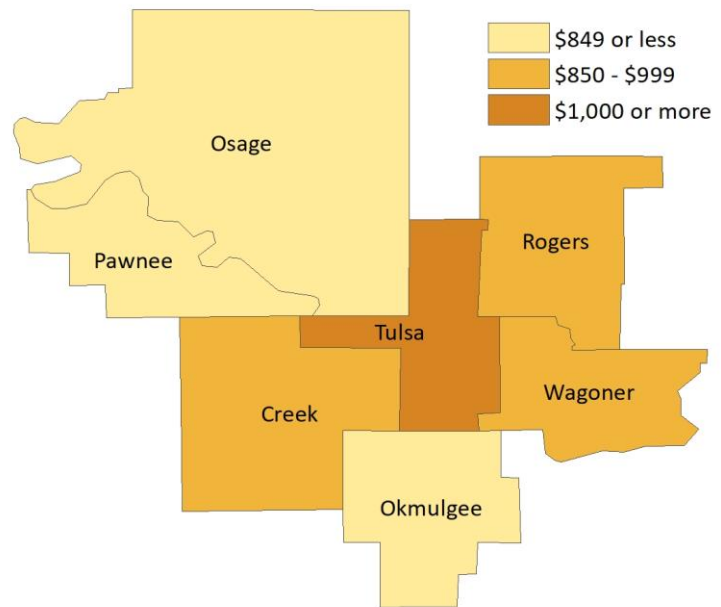 $849 or less
$850 - $999
$1,000 or more
Osage
Rogers
Pawnee
Tulsa
Wagoner
Creek
Okmulgee